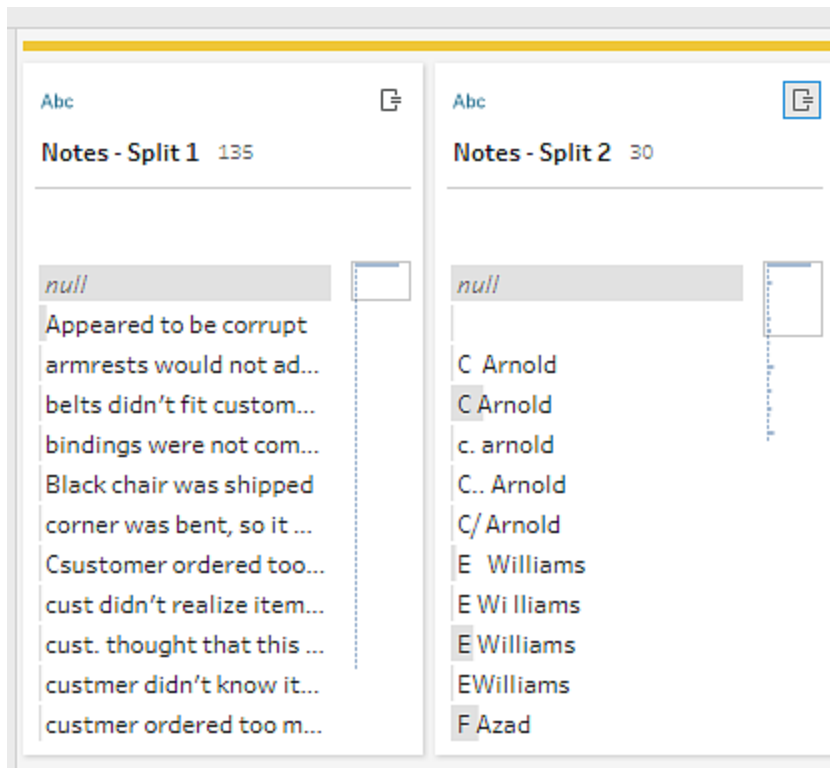 Abc
Notes - Split 1 135
null
Appeared to be corrupt
armrests would not ad...
belts didn't fit custom...
bindings were not com...
Black chair was shipped
corner was bent, so it ...
Csustomer ordered too...
cust didn't realize item...
cust. thought that this ...
custmer didn't know it...
custmer ordered too m...
Abc
Notes - Split 2 30
null
C  Arnold
C Arnold
c. arnold
C.. Arnold
C/ Arnold
E   Williams
E Wi lliams
E Williams
EWilliams
F Azad